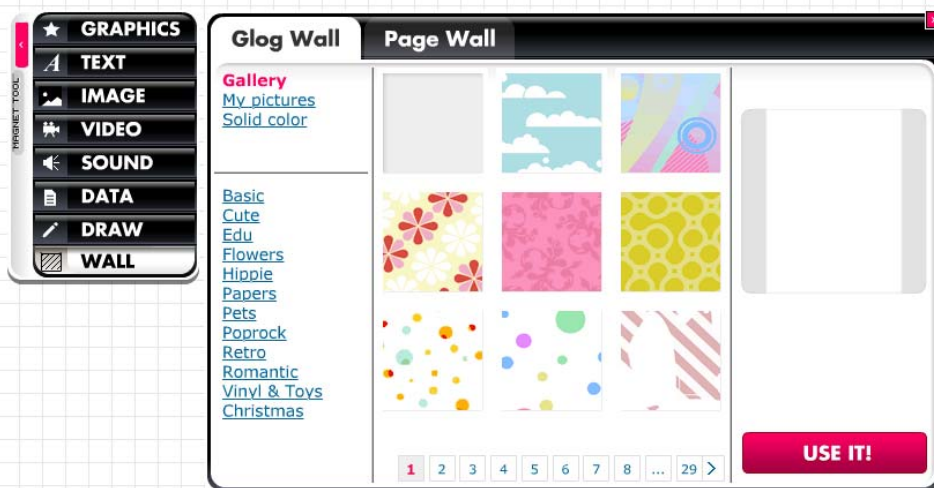 MAGNET TOOL
GRAPHICS
TEXT
IMAGE
VIDEO
SOUND
DATA
DRAW
WALL
Glog Wall Page Wall
Gallery
My pictures
Solid color
Basic
Cute
Edu
Flowers
Hippie
Papers
Pets
Poprock
Retro
Romantic
Vinyl & Toys
Christmas
1 2 3 4 5 6 7 8 ... 29 >
USE IT!